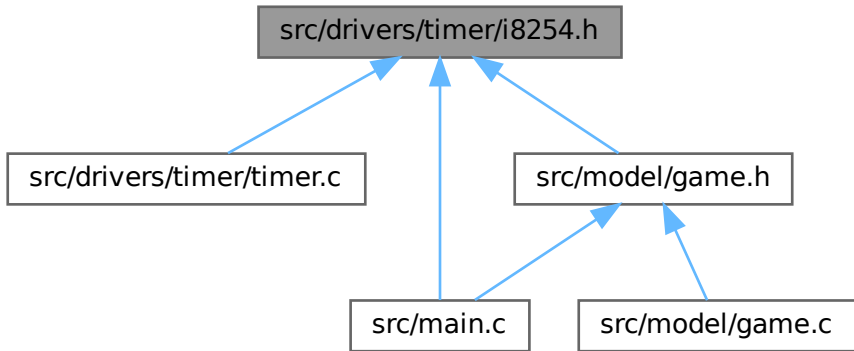 src/drivers/timer/i8254.h
src/drivers/timer/timer.c
src/model/game.h
src/main.c
src/model/game.c